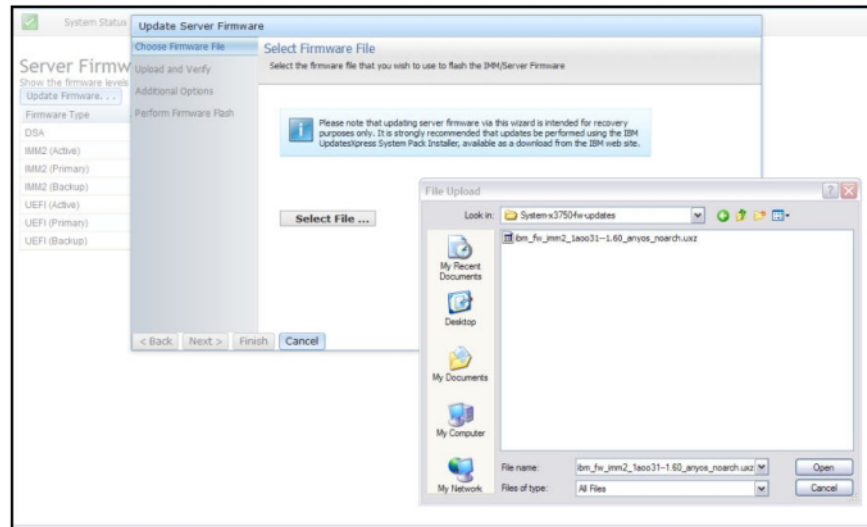 System Status
Update Server Firmware
Choose Firmware File
Upload and Verify
Additional Options
Perform Firmware Flash
Select Firmware File
Select the firmware file that you wish to use to flash the IMM/Server Firmware
Server Firmw
Show the firmware levels
Update Firmware. . .
Firmware Type
DSA
IMM2 (Active)
IMM2 (Primary)
IMM2 (Backup)
UEFI (Active)
UEFI (Primary)
UEFI (Backup)
i
Please note that updating server firmware via this wizard is intended for recovery
purposes only. It is strongly recommended that updates be performed using the IBM
UpdatesXpress System Pack Installer, available as a download from the IBM web site.
Select File ...
< Back
Next >
Finish
Cancel
File Upload
Look in:
System-x3750-fw-updates
ibm_fw_imm2_1aoo31--1.60_anyos_noarch.uxz
My Recent
Documents
Desktop
My Documents
My Computer
My Network
File name:
ibm_fw_imm2_1aoo31--1.60_anyos_noarch.uxz
Open
Files of type:
All Files
Cancel